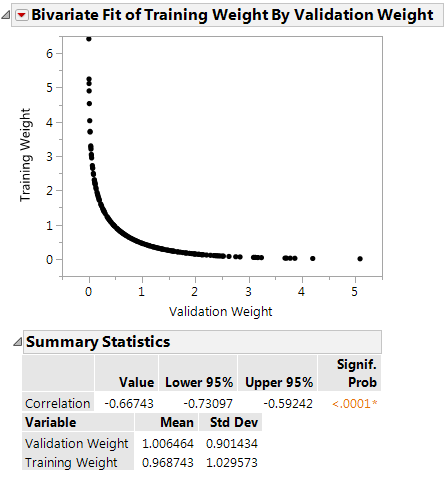 Bivariate Fit of Training Weight By Validation Weight
6
5
4
3
2
1
0
Training Weight
0 1 2 3 4 5
Validation Weight
Summary Statistics
Signif.
Value Lower 95% Upper 95% Prob
Correlation -0.66743 -0.73097 -0.59242 <.0001*
Variable Mean Std Dev
Validation Weight 1.006464 0.901434
Training Weight 0.968743 1.029573